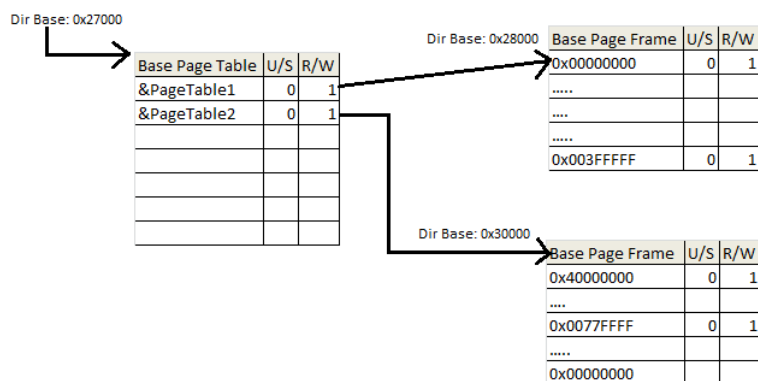 Dir Base: 0x27000
Base Page Table U/S R/W
&PageTable1 0 1
&PageTable2 0 1
Dir Base: 0x28000
Base Page Frame U/S R/W
0x00000000 0 1
.....
....
.....
0x003FFFFF 0 1
Dir Base: 0x30000
Base Page Frame U/S R/W
0x40000000 0 1
....
0x0077FFFF 0 1
.....
0x00000000